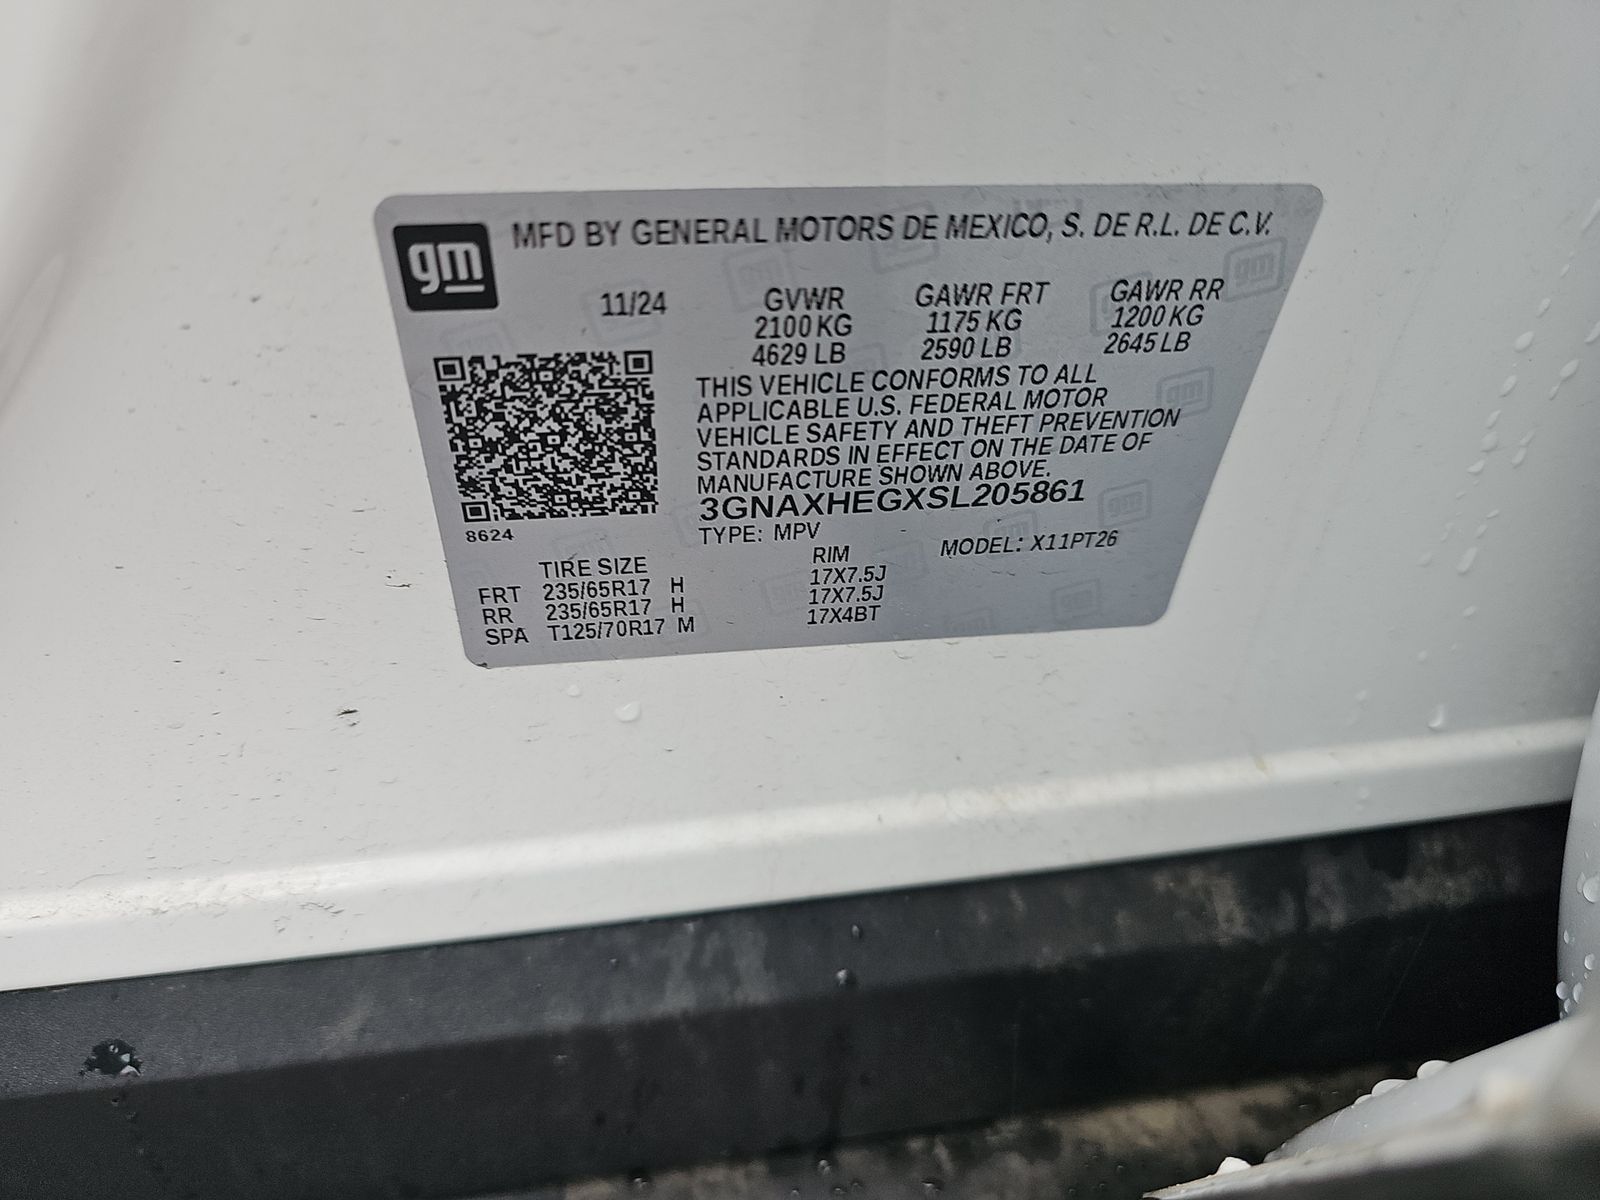 gm MFD BY GENERAL MOTORS DE MEXICO, S. DE R.L. DE C.V.
11/24 GVWR GAWR FRT GAWR RR
2100 KG 1175 KG 1200 KG
4629 LB 2590 LB 2645 LB
THIS VEHICLE CONFORMS TO ALL
APPLICABLE U.S. FEDERAL MOTOR
VEHICLE SAFETY AND THEFT PREVENTION
STANDARDS IN EFFECT ON THE DATE OF
MANUFACTURE SHOWN ABOVE.
3GNAXHEGXSL205861
8624 TYPE: MPV MODEL: X11PT26
TIRE SIZE RIM
FRT 235/65R17 H 17X7.5J
RR 235/65R17 H 17X7.5J
SPA T125/70R17 M 17X4BT